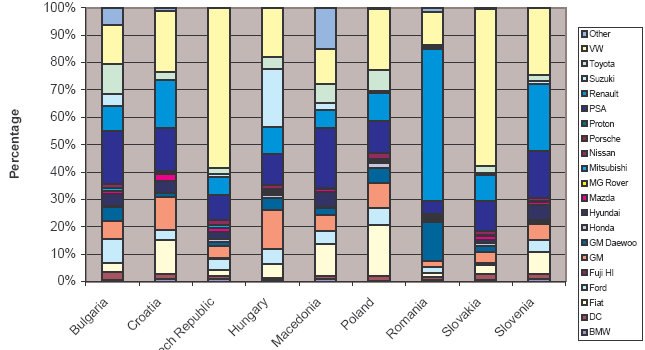 100%
90%
80%
70%
60%
50%
40%
30%
20%
10%
0%
Percentage
Bulgaria
Croatia
ch Republic
Hungary
Macedonia
Poland
Romania
Slovakia
Slovenia
Other
VW
Toyota
Suzuki
Renault
PSA
Proton
Porsche
Nissan
Mitsubishi
MG Rover
Mazda
Hyundai
Honda
GM Daewoo
GM
Fuji HI
Ford
Fiat
DC
BMW